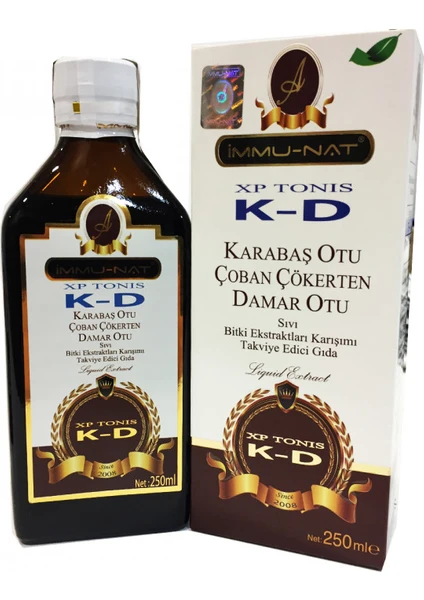 A
İMMU-NAT
XP TONIS
K-D
KARABAŞ OTU
ÇOBAN ÇÖKERTEN
DAMAR OTU
Sıvı
Bitki Ekstraktları Karışımı
Takviye Edici Gıda
Liquid Extract
XP TONIS
K-D
Since
2008
Net: 250ml
IMMU-NAT
A
İMMU-NAT®
XP TONIS
K-D
KARABAŞ OTU
ÇOBAN ÇÖKERTEN
DAMAR OTU
Sıvı
Bitki Ekstraktları Karışımı
Takviye Edici Gıda
Liquid Extract
XP TONIS
K-D
Since
2008
250ml℮